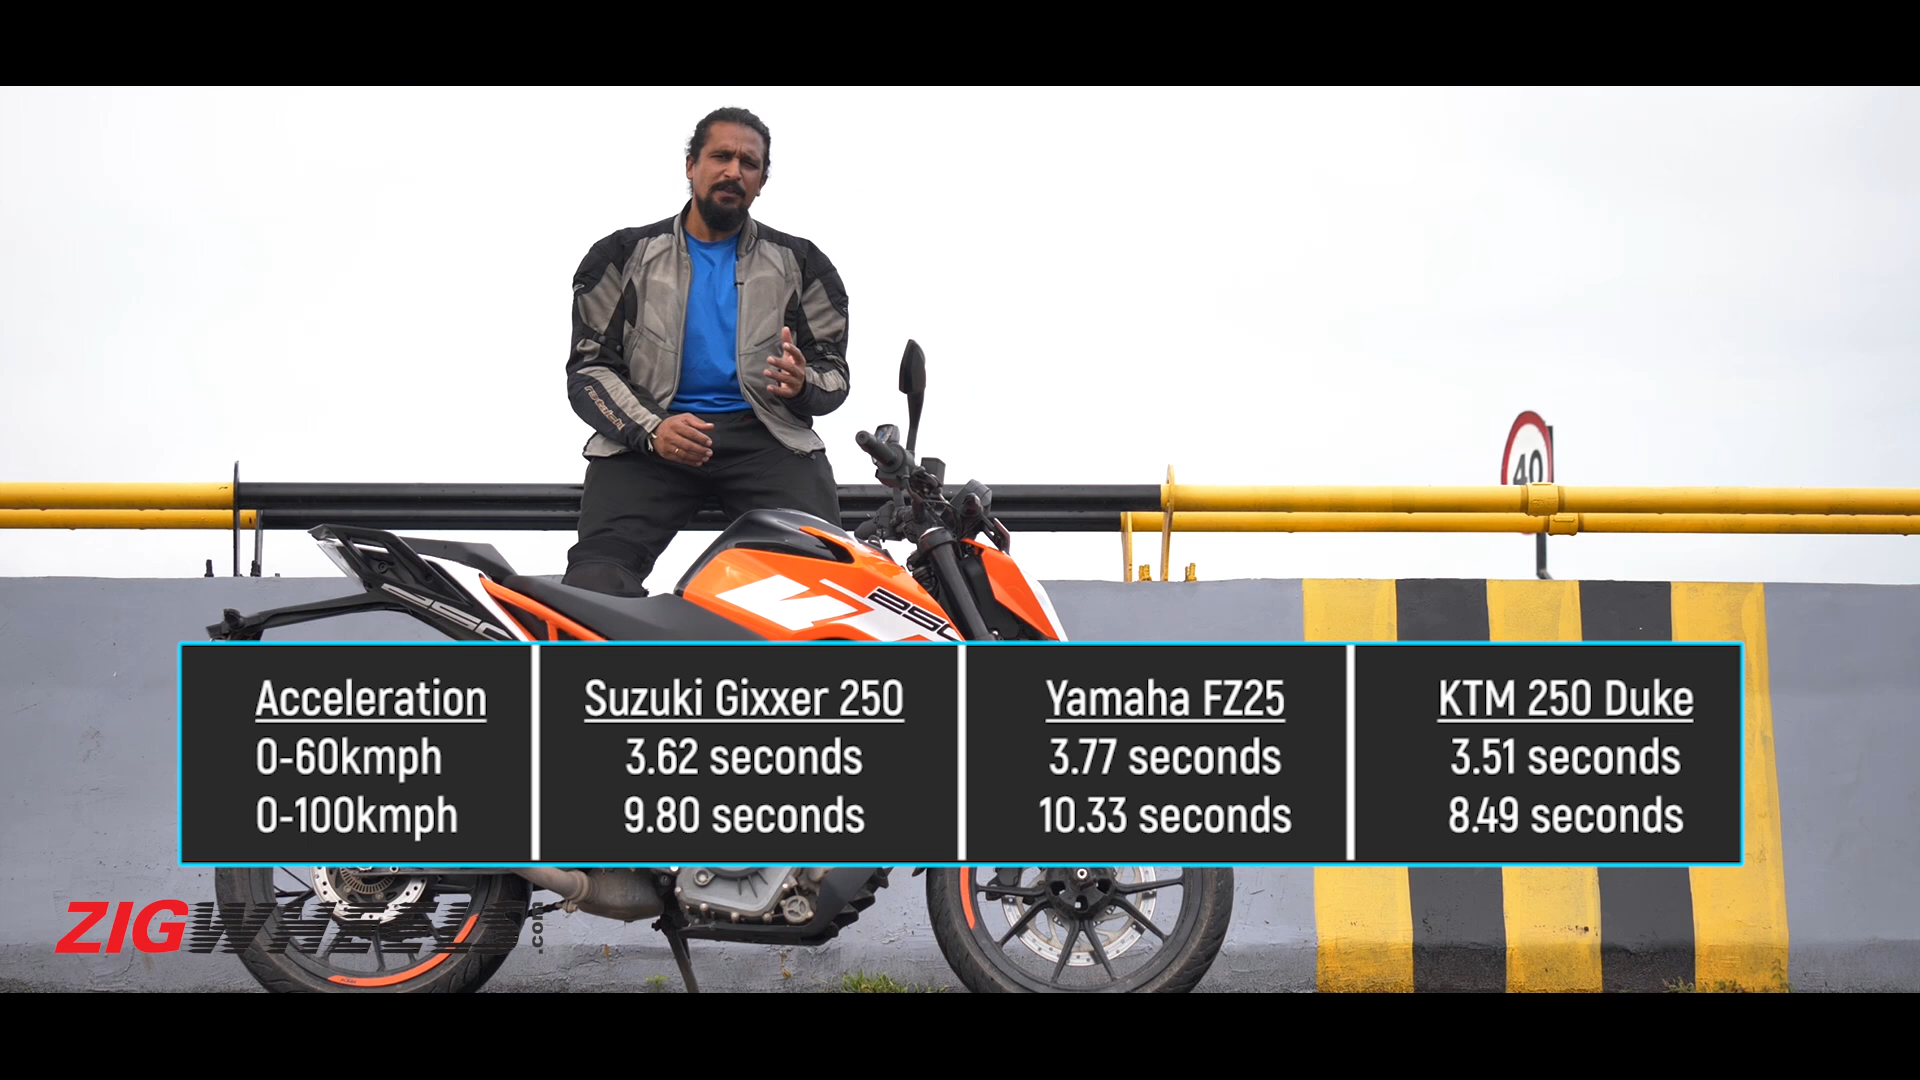 40
250
250
Acceleration Suzuki Gixxer 250 Yamaha FZ25 KTM 250 Duke
0-60kmph 3.62 seconds 3.77 seconds 3.51 seconds
0-100kmph 9.80 seconds 10.33 seconds 8.49 seconds
ZIGWHEELS.com